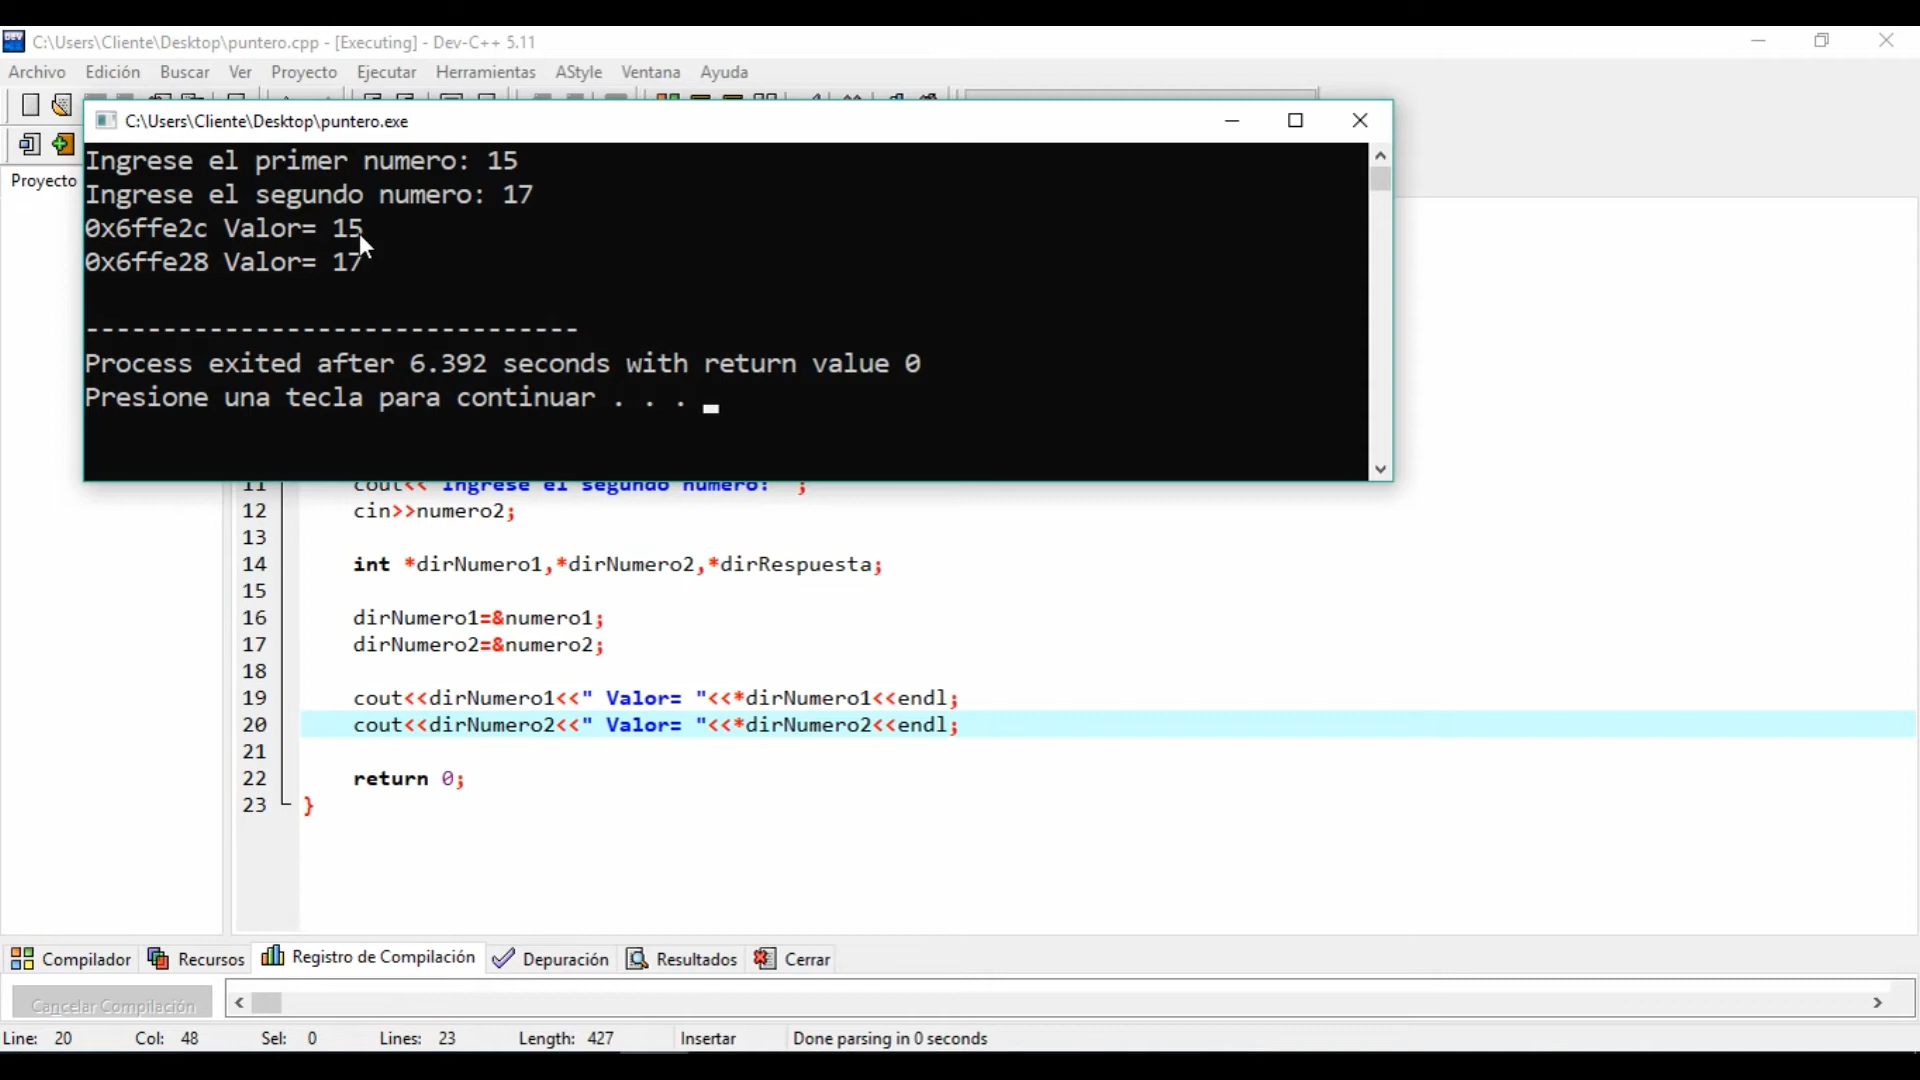 C:\Users\Cliente\Desktop\puntero.cpp - [Executing] - Dev-C++ 5.11
Archivo Edición Buscar Ver Proyecto Ejecutar Herramientas AStyle Ventana Ayuda
C:\Users\Cliente\Desktop\puntero.exe
Proyecto
Ingrese el primer numero: 15
Ingrese el segundo numero: 17
0x6ffe2c Valor= 15
0x6ffe28 Valor= 17
--------------------------------
Process exited after 6.392 seconds with return value 0
Presione una tecla para continuar . . .
11 cout<<"Ingrese el segundo numero: ";
12 cin>>numero2;
13
14 int *dirNumero1,*dirNumero2,*dirRespuesta;
15
16 dirNumero1=&numero1;
17 dirNumero2=&numero2;
18
19 cout<<dirNumero1<<" Valor= "<<*dirNumero1<<endl;
20 cout<<dirNumero2<<" Valor= "<<*dirNumero2<<endl;
21
22 return 0;
23 }
Compilador Recursos Registro de Compilación Depuración Resultados Cerrar
Cancelar Compilación
Line: 20 Col: 48 Sel: 0 Lines: 23 Length: 427 Insertar Done parsing in 0 seconds